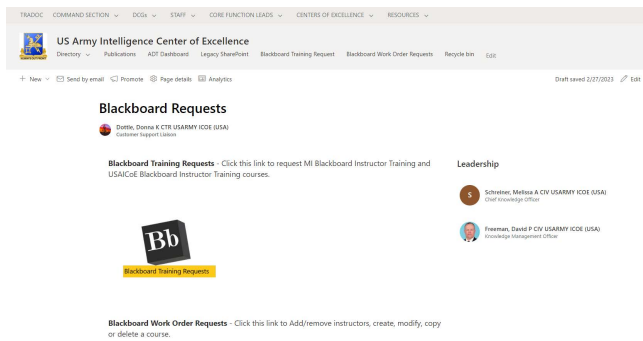 TRADOC COMMAND SECTION DCGs STAFF CORE FUNCTION LEADS CENTERS OF EXCELLENCE RESOURCES
US Army Intelligence Center of Excellence
Directory Publications ADT Dashboard Legacy SharePoint Blackboard Training Request Blackboard Work Order Requests Recycle bin Edit
+ New Send by email Promote Page details Analytics Draft saved 2/27/2023 Edit
Blackboard Requests
Dottle, Donna K CTR USARMY ICOE (USA)
Customer Support Liaison
Blackboard Training Requests - Click this link to request MI Blackboard Instructor Training and
USAICoE Blackboard Instructor Training courses.
Leadership
S
Schreiner, Melissa A CIV USARMY ICOE (USA)
Chief Knowledge Officer
Freeman, David P CIV USARMY ICOE (USA)
Knowledge Management Officer
Bb
Blackboard Training Requests
Blackboard Work Order Requests - Click this link to Add/remove instructors, create, modify, copy
or delete a course.